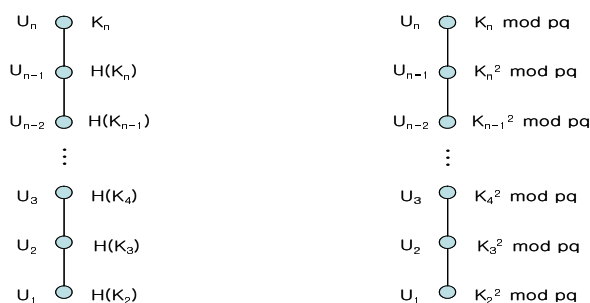 Uₙ Kₙ
Uₙ₋₁ H(Kₙ)
Uₙ₋₂ H(Kₙ₋₁)
⋮
U₃ H(K₄)
U₂ H(K₃)
U₁ H(K₂)
Uₙ Kₙ mod pq
Uₙ₋₁ Kₙ² mod pq
Uₙ₋₂ Kₙ₋₁² mod pq
⋮
U₃ K₄² mod pq
U₂ K₃² mod pq
U₁ K₂² mod pq